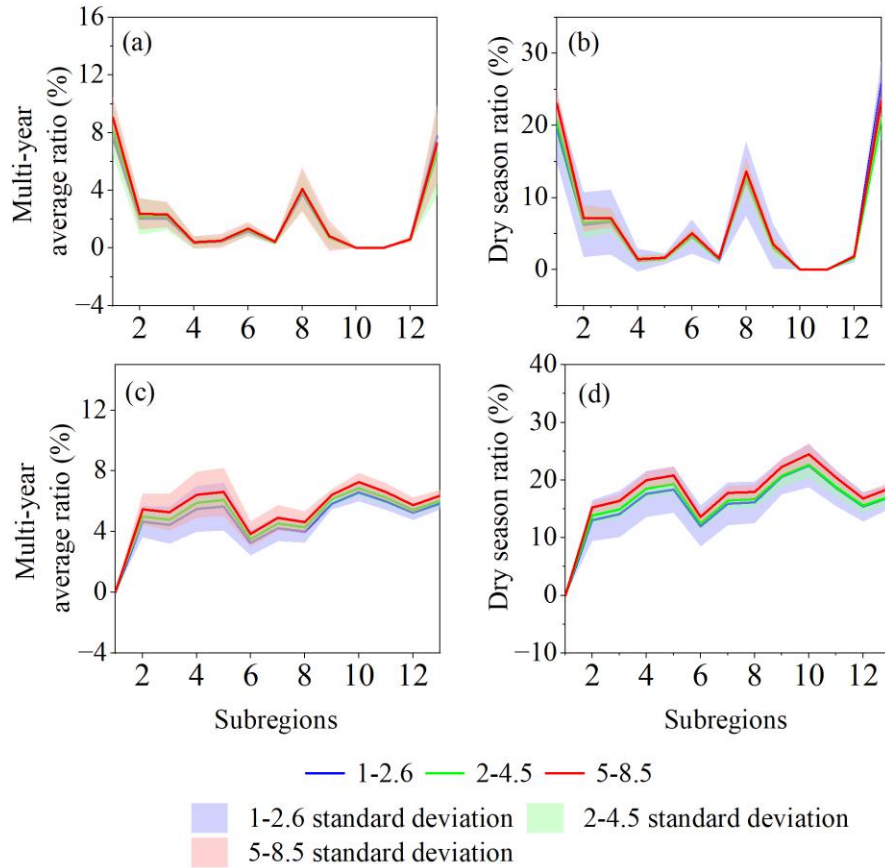 (a)
Multi-year
average ratio (%)
16
12
8
4
0
−4
2 4 6 8 10 12
(b)
Dry season ratio (%)
30
20
10
0
2 4 6 8 10 12
(c)
Multi-year
average ratio (%)
12
8
4
0
−4
2 4 6 8 10 12
Subregions
(d)
Dry season ratio (%)
40
30
20
10
0
−10
2 4 6 8 10 12
Subregions
1-2.6 2-4.5 5-8.5
1-2.6 standard deviation 2-4.5 standard deviation
5-8.5 standard deviation